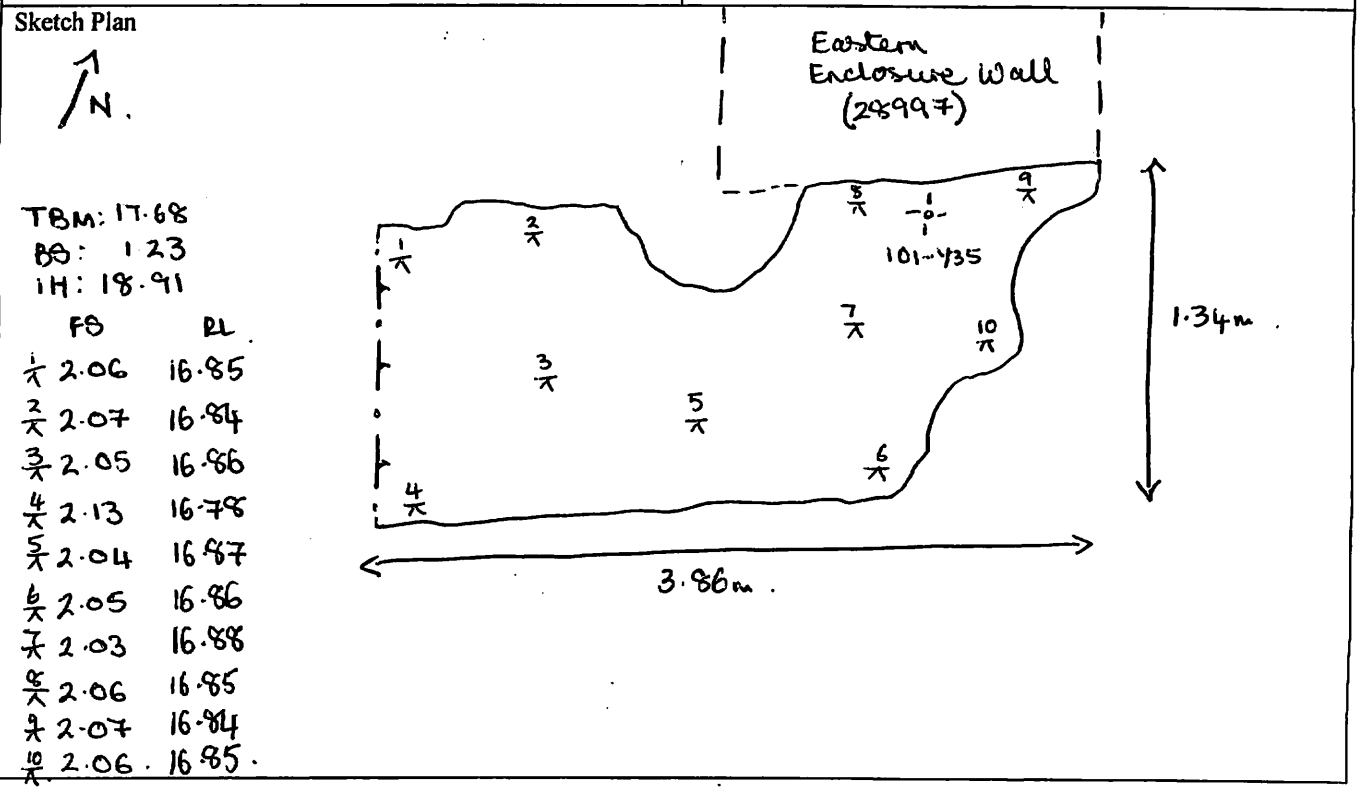 Sketch Plan
N.
Eastern
Enclosure Wall
(28997)
TBM: 17.68
BS: 1.23
IH: 18.91
FS RL
1 2.06 16.85
2 2.07 16.84
3 2.05 16.86
4 2.13 16.78
5 2.04 16.87
6 2.05 16.86
7 2.03 16.88
8 2.06 16.85
9 2.07 16.84
10 2.06. 16.85.
1
2
3
4
5
6
7
8
9
10
1.34m.
3.86m.